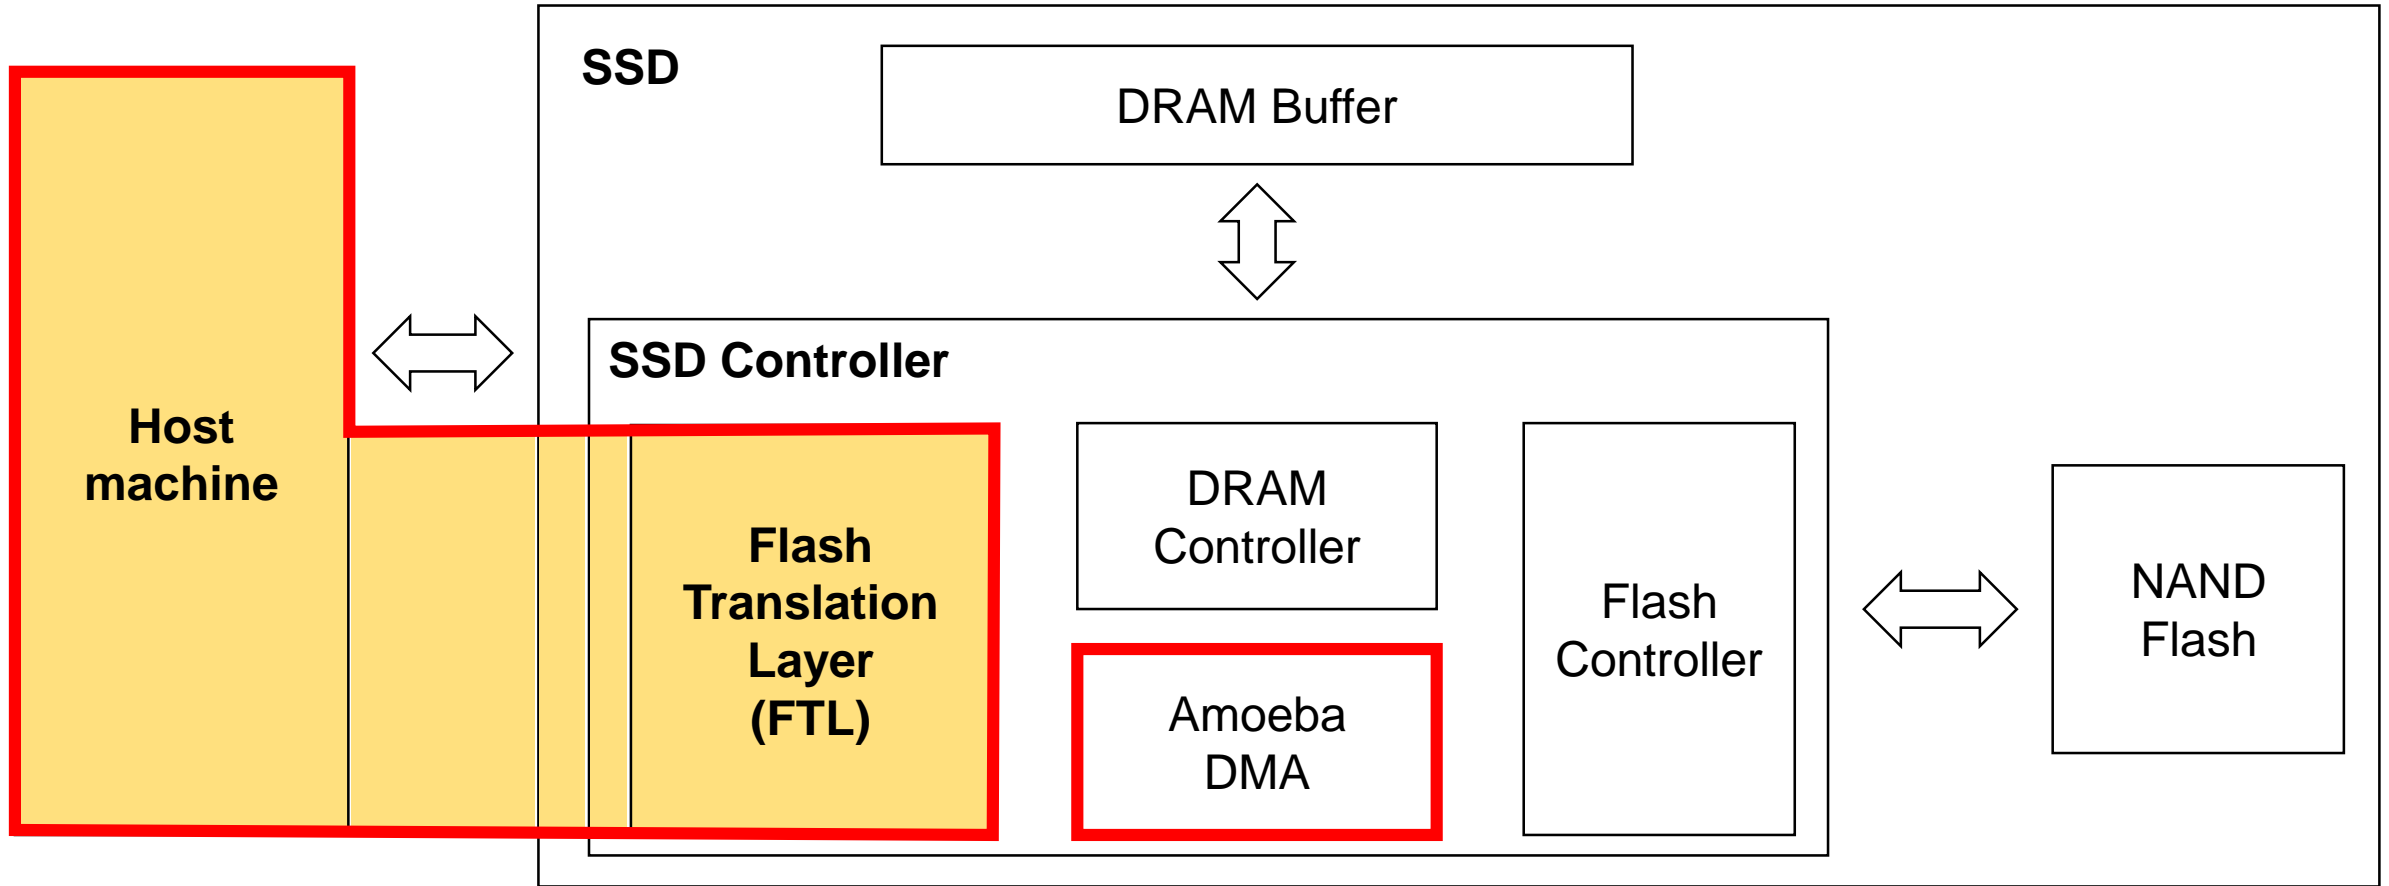 SSD
DRAM Buffer
SSD Controller
Host
machine
Flash
Translation
Layer
(FTL)
DRAM
Controller
Amoeba
DMA
Flash
Controller
NAND
Flash